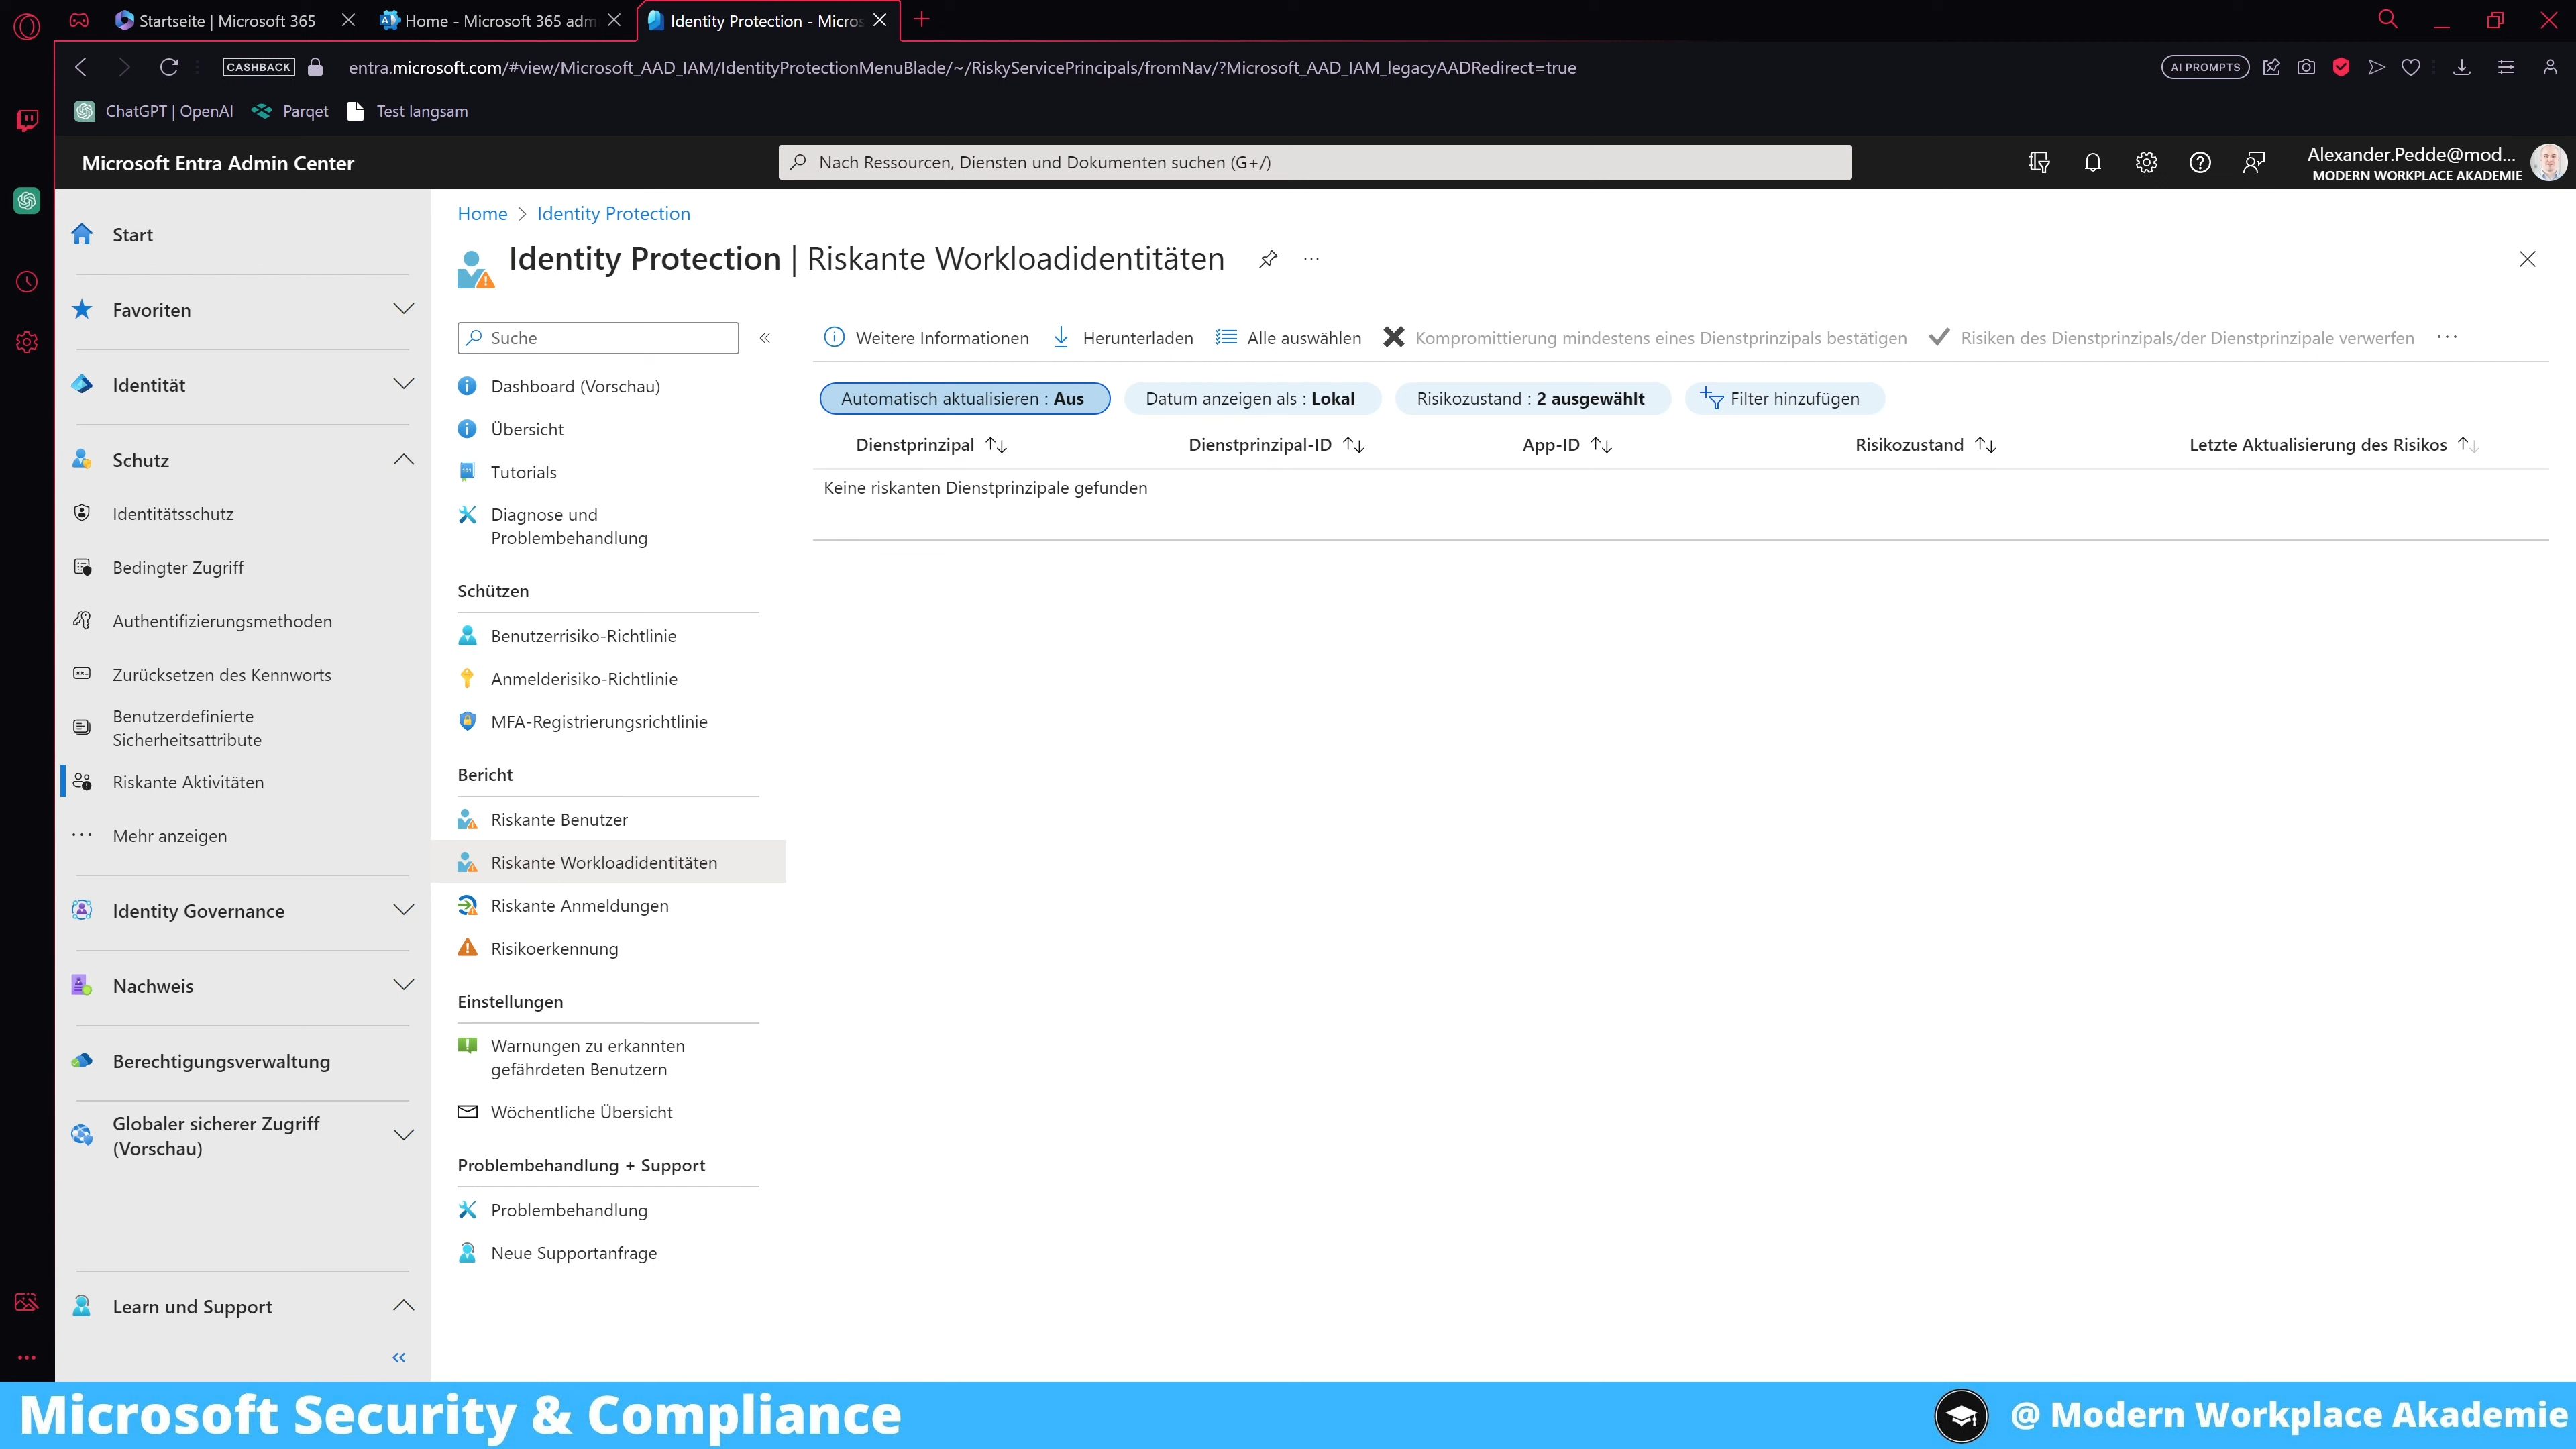 Startseite | Microsoft 365
Home - Microsoft 365 adm
Identity Protection - Micros
CASHBACK
entra.microsoft.com/#view/Microsoft_AAD_IAM/IdentityProtectionMenuBlade/~/RiskyServicePrincipals/fromNav/?Microsoft_AAD_IAM_legacyAADRedirect=true
AI PROMPTS
ChatGPT | OpenAI
Parqet
Test langsam
Microsoft Entra Admin Center
Nach Ressourcen, Diensten und Dokumenten suchen (G+/)
Alexander.Pedde@mod...
MODERN WORKPLACE AKADEMIE
Start
Favoriten
Identität
Schutz
Identitätsschutz
Bedingter Zugriff
Authentifizierungsmethoden
Zurücksetzen des Kennworts
Benutzerdefinierte
Sicherheitsattribute
Riskante Aktivitäten
Mehr anzeigen
Identity Governance
Nachweis
Berechtigungsverwaltung
Globaler sicherer Zugriff
(Vorschau)
Learn und Support
Home > Identity Protection
Identity Protection | Riskante Workloadidentitäten
Suche
Dashboard (Vorschau)
Übersicht
Tutorials
Diagnose und
Problembehandlung
Schützen
Benutzerrisiko-Richtlinie
Anmelderisiko-Richtlinie
MFA-Registrierungsrichtlinie
Bericht
Riskante Benutzer
Riskante Workloadidentitäten
Riskante Anmeldungen
Risikoerkennung
Einstellungen
Warnungen zu erkannten
gefährdeten Benutzern
Wöchentliche Übersicht
Problembehandlung + Support
Problembehandlung
Neue Supportanfrage
Weitere Informationen
Herunterladen
Alle auswählen
Kompromittierung mindestens eines Dienstprinzipals bestätigen
Risiken des Dienstprinzipals/der Dienstprinzipale verwerfen
Automatisch aktualisieren : Aus
Datum anzeigen als : Lokal
Risikozustand : 2 ausgewählt
Filter hinzufügen
Dienstprinzipal
Dienstprinzipal-ID
App-ID
Risikozustand
Letzte Aktualisierung des Risikos
Keine riskanten Dienstprinzipale gefunden
Microsoft Security & Compliance
@ Modern Workplace Akademie